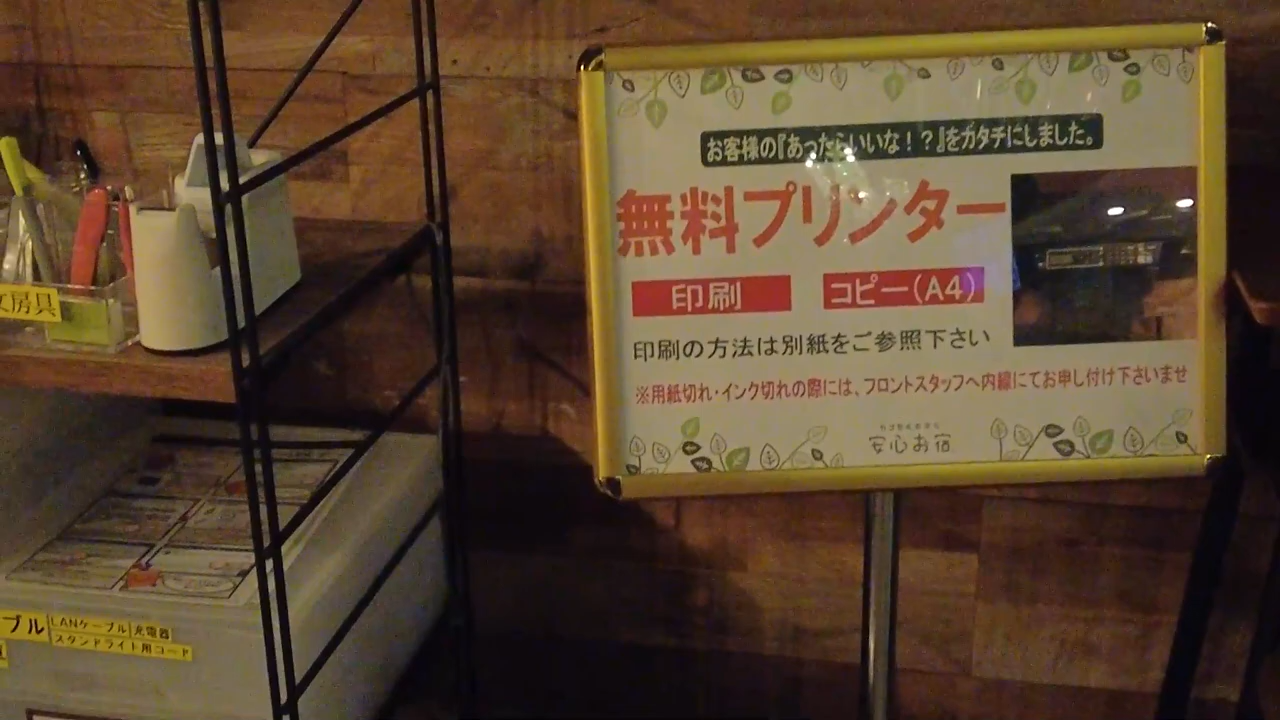 お客様の『あったらいいな！？』をカタチにしました。
無料プリンター
印刷
コピー(A4)
印刷の方法は別紙をご参照下さい
※用紙切れ･インク切れの際には、フロントスタッフへ内線にてお申し付け下さいませ
安心お宿
文房具
ブル
LANケーブル 充電器
スタンドライト用コード